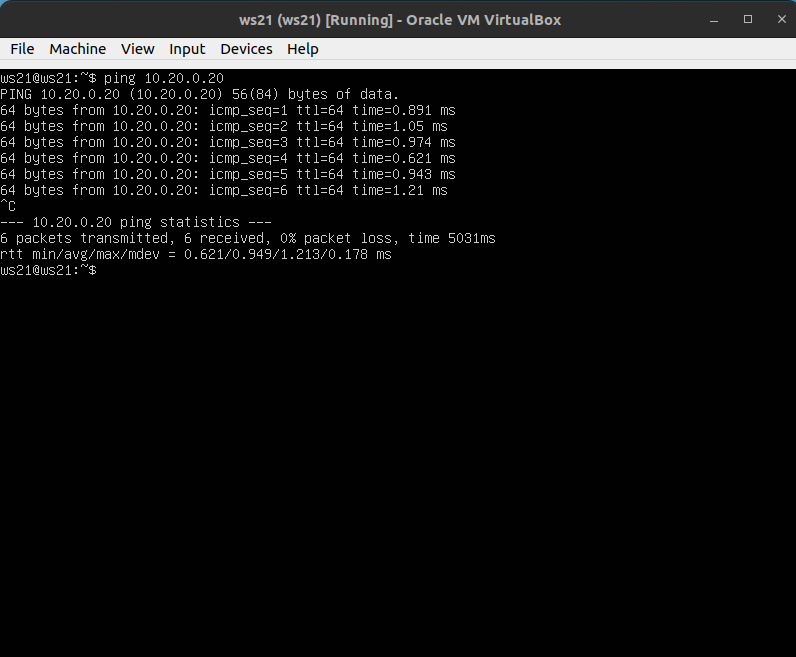 ws21 (ws21) [Running] - Oracle VM VirtualBox
File Machine View Input Devices Help
ws21@ws21:~$ ping 10.20.0.20
PING 10.20.0.20 (10.20.0.20) 56(84) bytes of data.
64 bytes from 10.20.0.20: icmp_seq=1 ttl=64 time=0.891 ms
64 bytes from 10.20.0.20: icmp_seq=2 ttl=64 time=1.05 ms
64 bytes from 10.20.0.20: icmp_seq=3 ttl=64 time=0.974 ms
64 bytes from 10.20.0.20: icmp_seq=4 ttl=64 time=0.621 ms
64 bytes from 10.20.0.20: icmp_seq=5 ttl=64 time=0.943 ms
64 bytes from 10.20.0.20: icmp_seq=6 ttl=64 time=1.21 ms
^C
--- 10.20.0.20 ping statistics ---
6 packets transmitted, 6 received, 0% packet loss, time 5031ms
rtt min/avg/max/mdev = 0.621/0.949/1.213/0.178 ms
ws21@ws21:~$